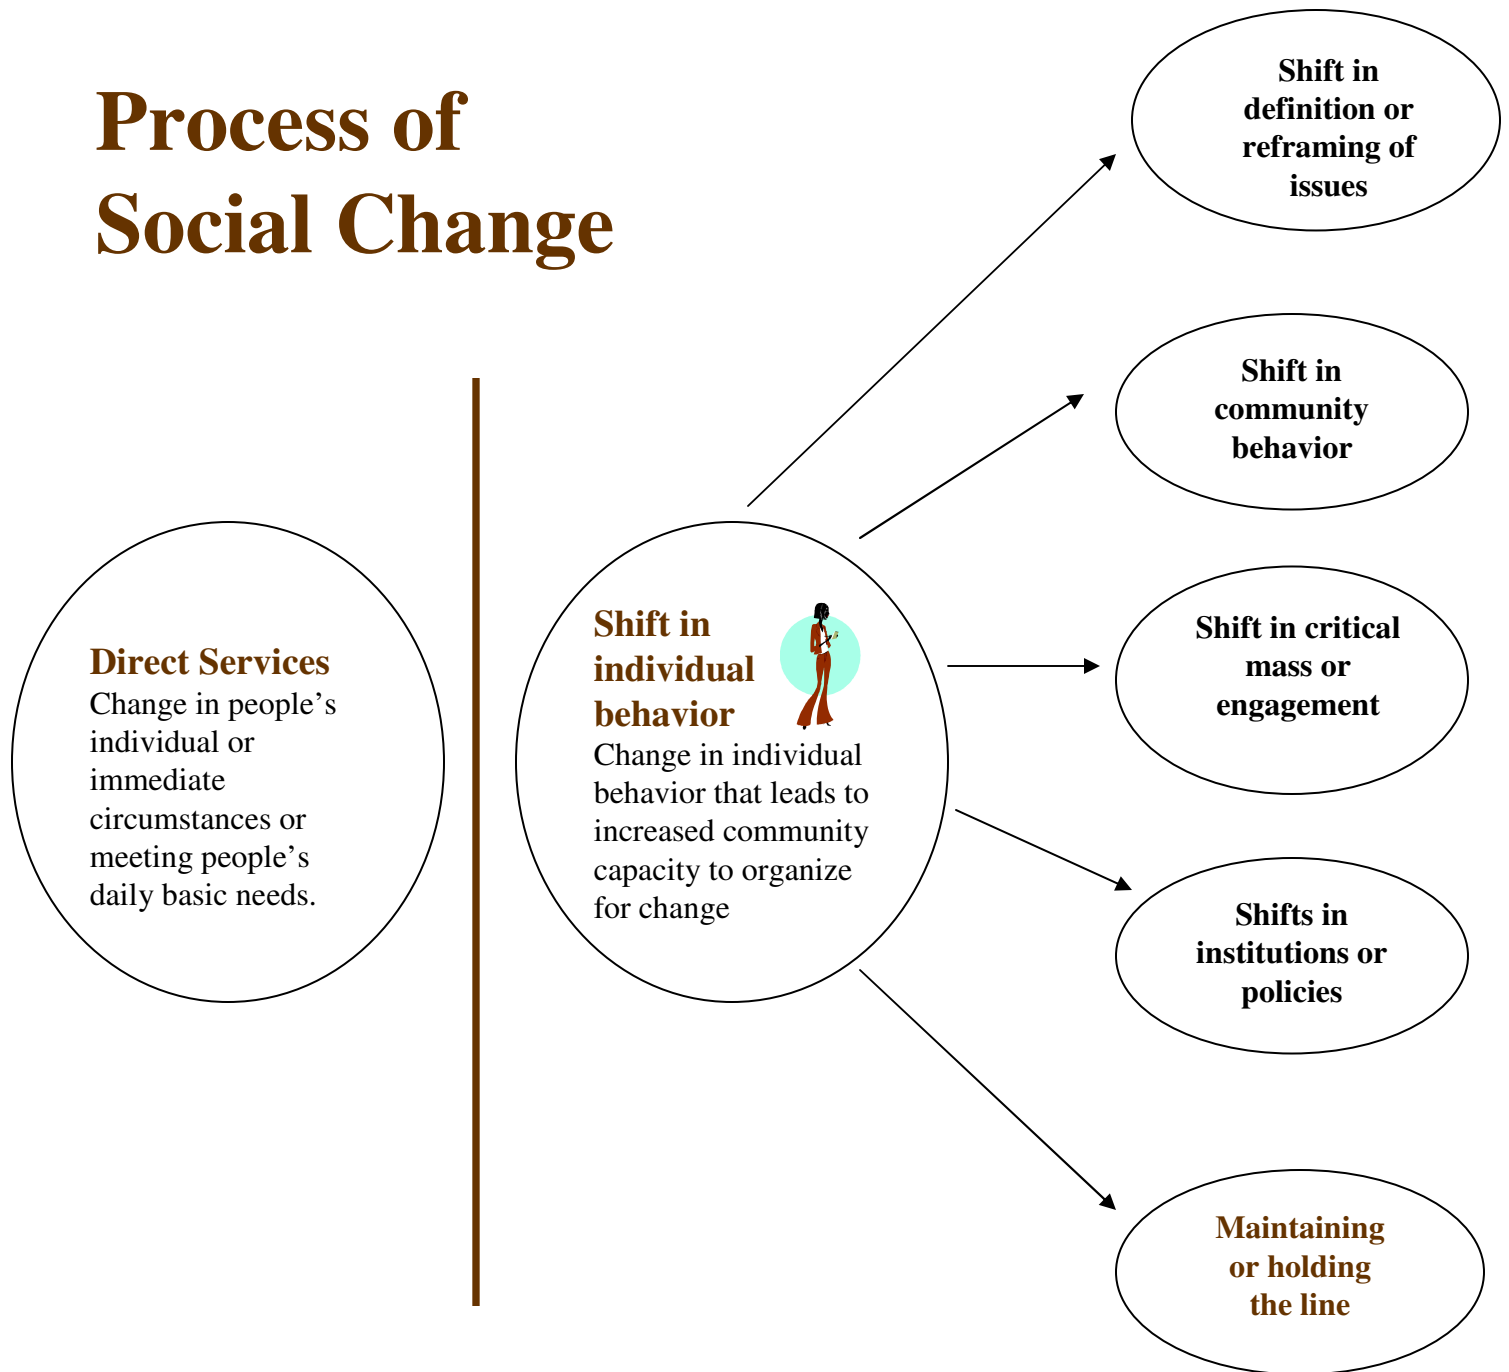 Process of
Social Change
Direct Services
Change in people’s
individual or
immediate
circumstances or
meeting people’s
daily basic needs.
Shift in
individual
behavior
Change in individual
behavior that leads to
increased community
capacity to organize
for change
Shift in
definition or
reframing of
issues
Shift in
community
behavior
Shift in critical
mass or
engagement
Shifts in
institutions or
policies
Maintaining
or holding
the line